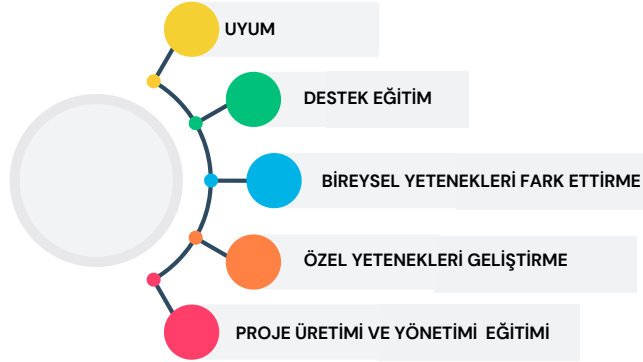 UYUM
DESTEK EĞİTİM
BİREYSEL YETENEKLERİ FARK ETTİRME
ÖZEL YETENEKLERİ GELİŞTİRME
PROJE ÜRETİMİ VE YÖNETİMİ  EĞİTİMİ